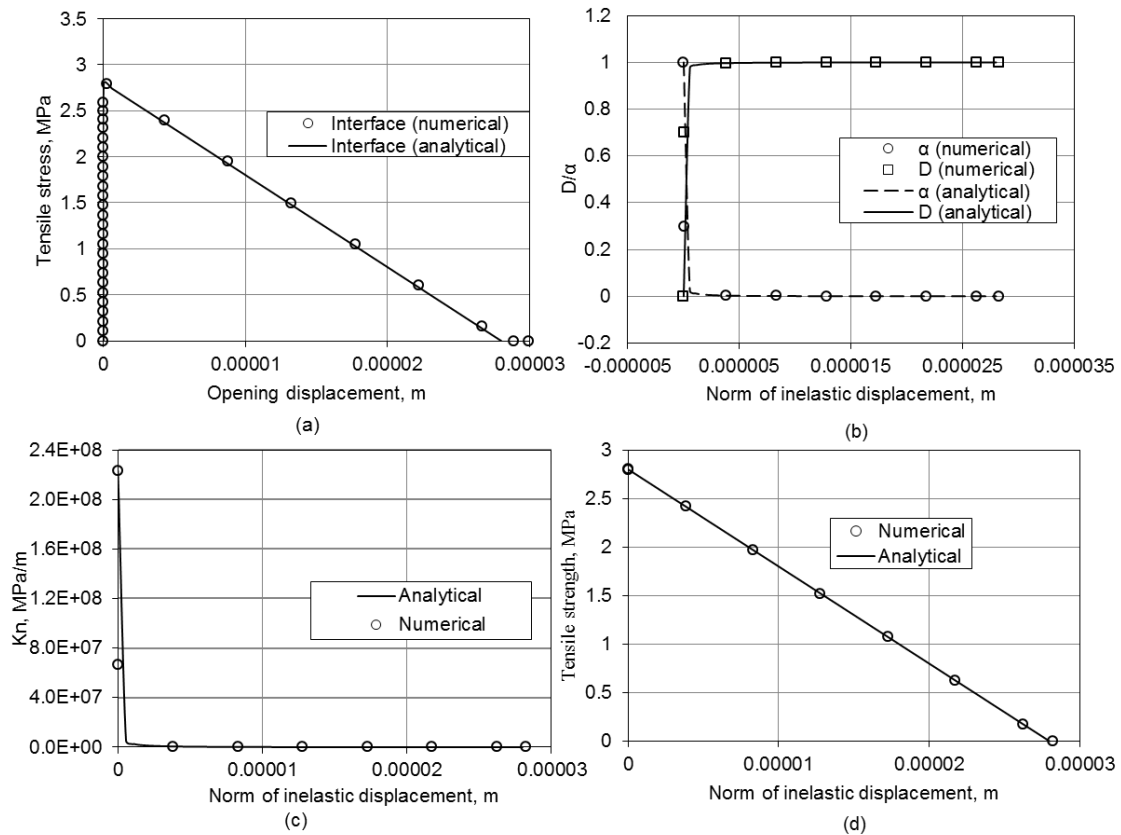 3.5
3
2.5
2
1.5
1
0.5
0
Tensile stress, MPa
Interface (numerical)
Interface (analytical)
0 0.00001 0.00002 0.00003
Opening displacement, m
(a)
1.2
1
0.8
0.6
0.4
0.2
0
-0.2
D/α
α (numerical)
D (numerical)
α (analytical)
D (analytical)
-0.000005 0.000005 0.000015 0.000025 0.000035
Norm of inelastic displacement, m
(b)
2.4E+08
2.0E+08
1.6E+08
1.2E+08
8.0E+07
4.0E+07
0.0E+00
Kn, MPa/m
Analytical
Numerical
0 0.00001 0.00002 0.00003
Norm of inelastic displacement, m
(c)
3
2.5
2
1.5
1
0.5
0
Tensile strength, MPa
Numerical
Analytical
0 0.00001 0.00002 0.00003
Norm of inelastic displacement, m
(d)